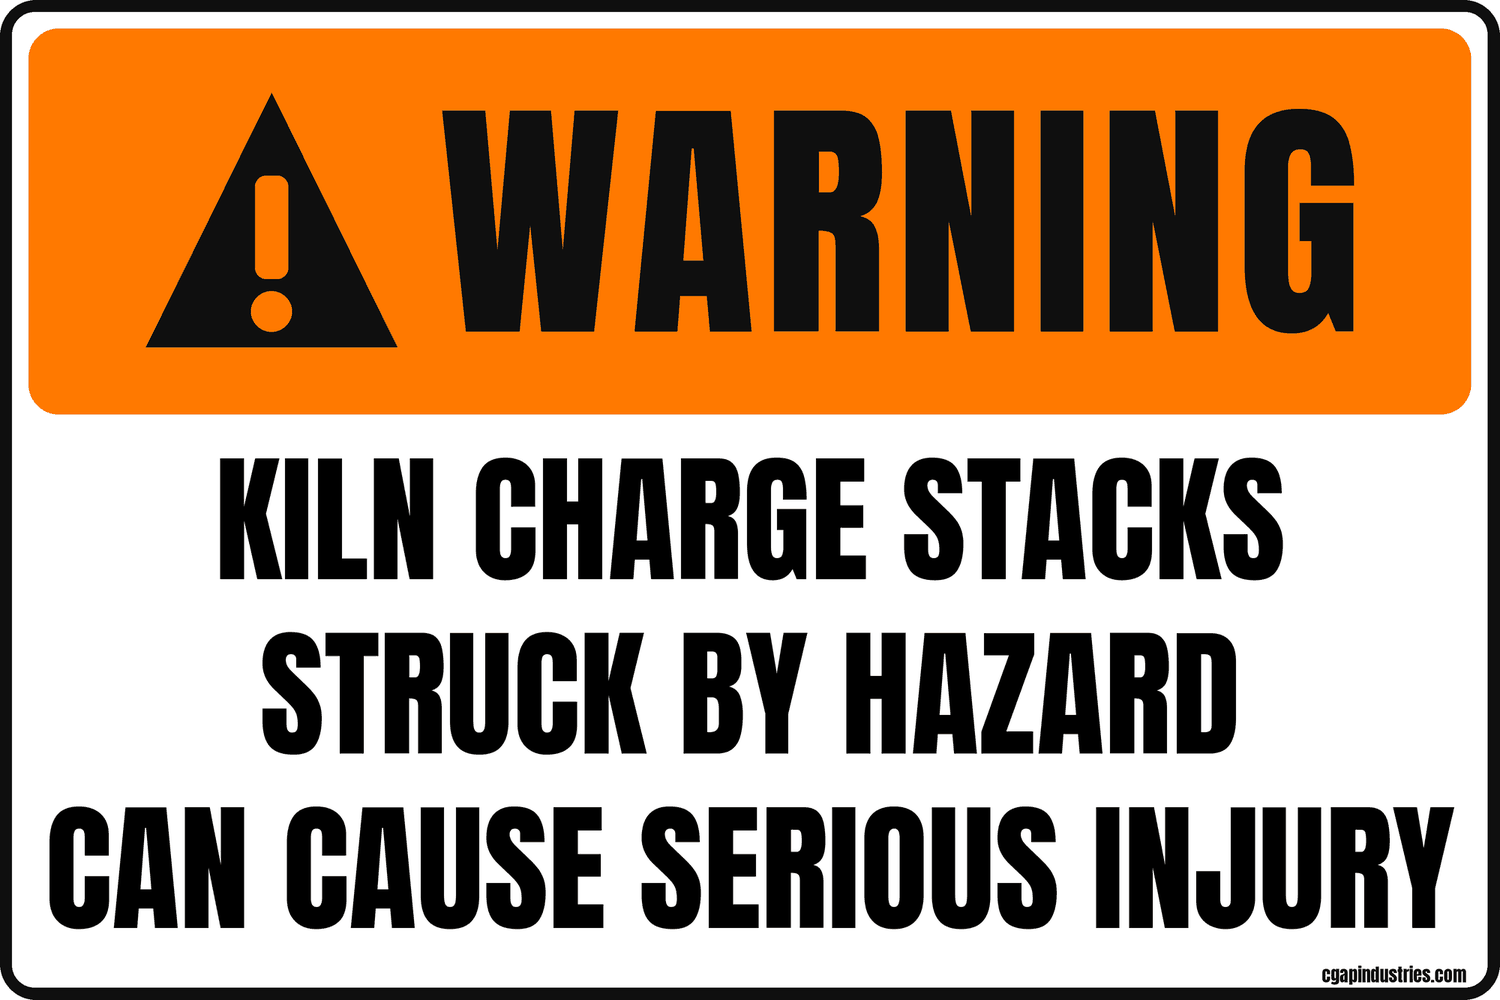 WARNING
KILN CHARGE STACKS
STRUCK BY HAZARD
CAN CAUSE SERIOUS INJURY
cgapindustries.com